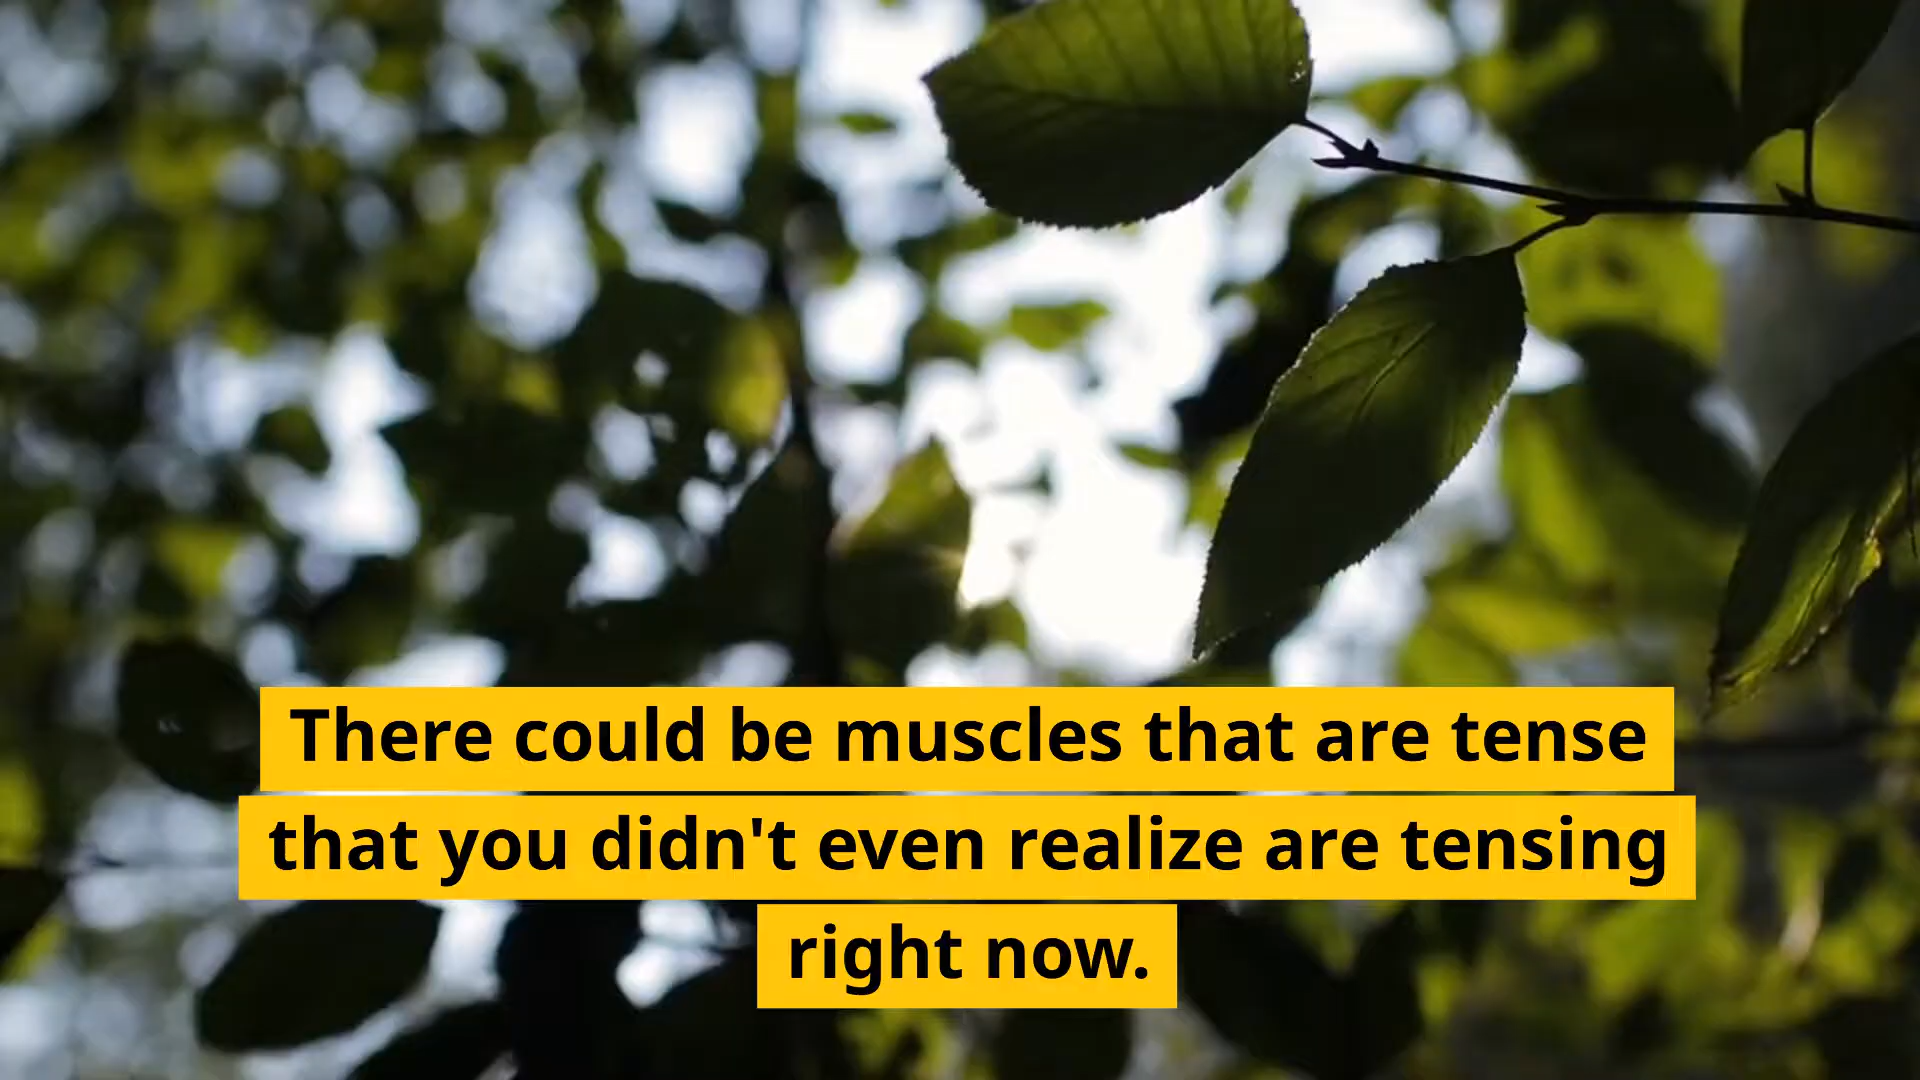 There could be muscles that are tense
that you didn't even realize are tensing
right now.